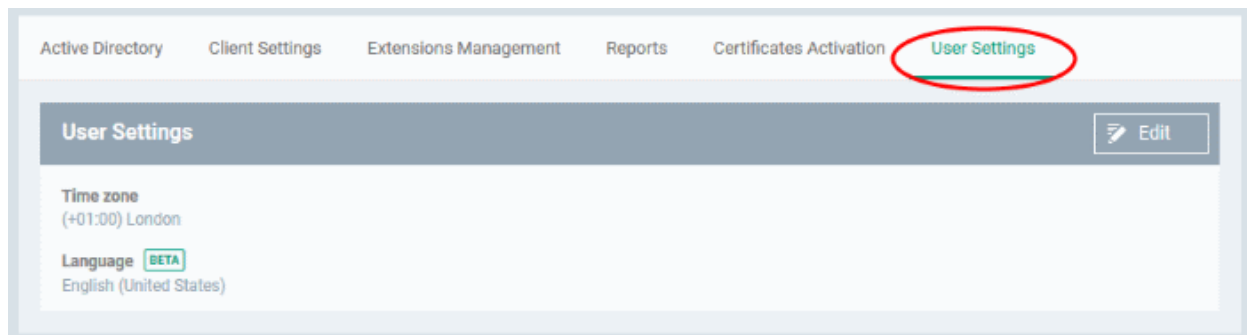 Active Directory Client Settings Extensions Management Reports Certificates Activation User Settings
User Settings Edit
Time zone
(+01:00) London
Language BETA
English (United States)